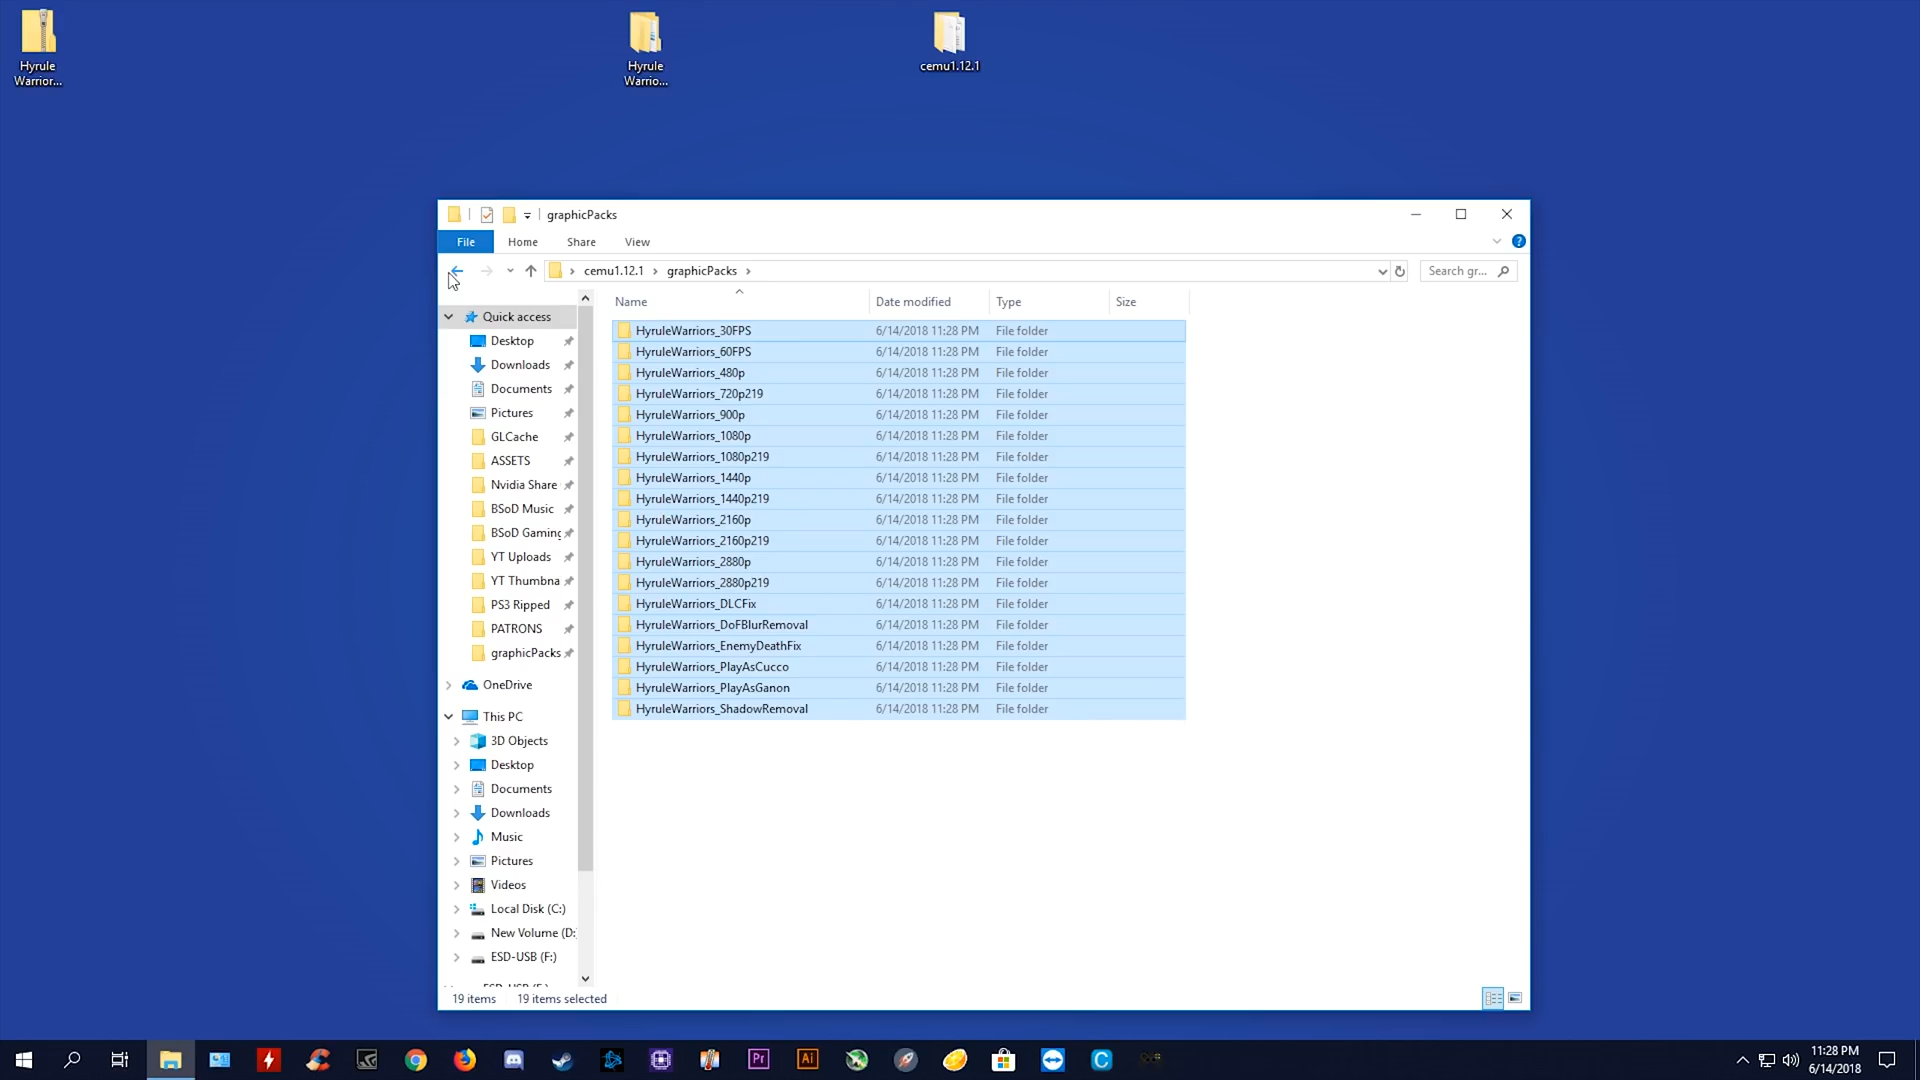 Hyrule
Warrior...
Hyrule
Warrio...
cemu1.12.1
graphicPacks
File
Home
Share
View
cemu1.12.1
graphicPacks
Search gr...
Name
Date modified
Type
Size
Quick access
Desktop
Downloads
Documents
Pictures
GLCache
ASSETS
Nvidia Share
BSoD Music
BSoD Gaming
YT Uploads
YT Thumbna
PS3 Ripped
PATRONS
graphicPacks
OneDrive
This PC
3D Objects
Desktop
Documents
Downloads
Music
Pictures
Videos
Local Disk (C:)
New Volume (D:
ESD-USB (F:)
HyruleWarriors_30FPS 6/14/2018 11:28 PM File folder
HyruleWarriors_60FPS 6/14/2018 11:28 PM File folder
HyruleWarriors_480p 6/14/2018 11:28 PM File folder
HyruleWarriors_720p219 6/14/2018 11:28 PM File folder
HyruleWarriors_900p 6/14/2018 11:28 PM File folder
HyruleWarriors_1080p 6/14/2018 11:28 PM File folder
HyruleWarriors_1080p219 6/14/2018 11:28 PM File folder
HyruleWarriors_1440p 6/14/2018 11:28 PM File folder
HyruleWarriors_1440p219 6/14/2018 11:28 PM File folder
HyruleWarriors_2160p 6/14/2018 11:28 PM File folder
HyruleWarriors_2160p219 6/14/2018 11:28 PM File folder
HyruleWarriors_2880p 6/14/2018 11:28 PM File folder
HyruleWarriors_2880p219 6/14/2018 11:28 PM File folder
HyruleWarriors_DLCFix 6/14/2018 11:28 PM File folder
HyruleWarriors_DoFBlurRemoval 6/14/2018 11:28 PM File folder
HyruleWarriors_EnemyDeathFix 6/14/2018 11:28 PM File folder
HyruleWarriors_PlayAsCucco 6/14/2018 11:28 PM File folder
HyruleWarriors_PlayAsGanon 6/14/2018 11:28 PM File folder
HyruleWarriors_ShadowRemoval 6/14/2018 11:28 PM File folder
19 items
19 items selected
Pr
Ai
C
11:28 PM
6/14/2018